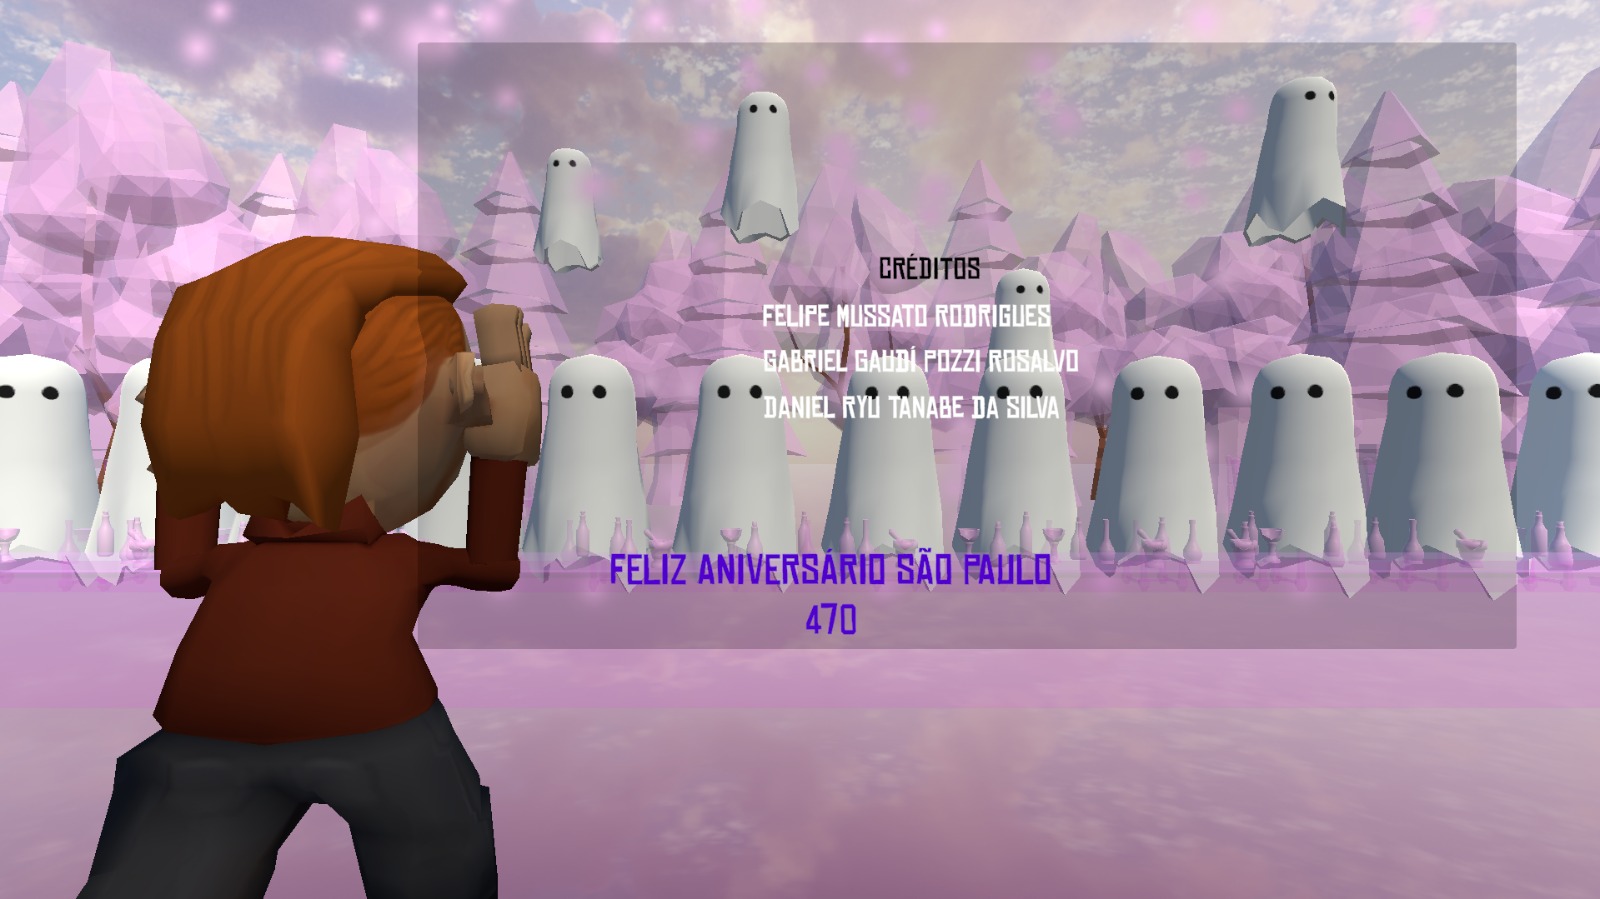 CRÉDITOS
FELIPE MUSSATO RODRIGUES
GABRIEL GAUDÍ POZZI ROSALVO
DANIEL RYU TANABE DA SILVA
FELIZ ANIVERSÁRIO SÃO PAULO
470